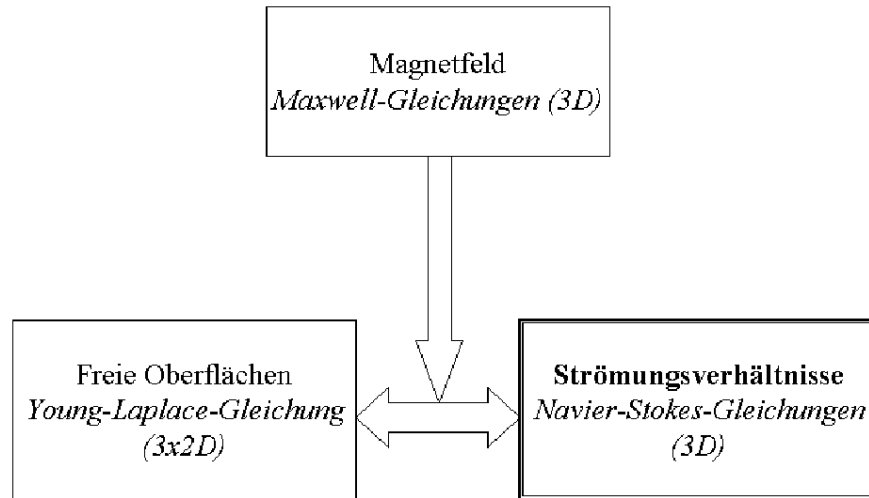 Magnetfeld
Maxwell-Gleichungen (3D)
Freie Oberflächen
Young-Laplace-Gleichung
(3x2D)
Strömungsverhältnisse
Navier-Stokes-Gleichungen
(3D)